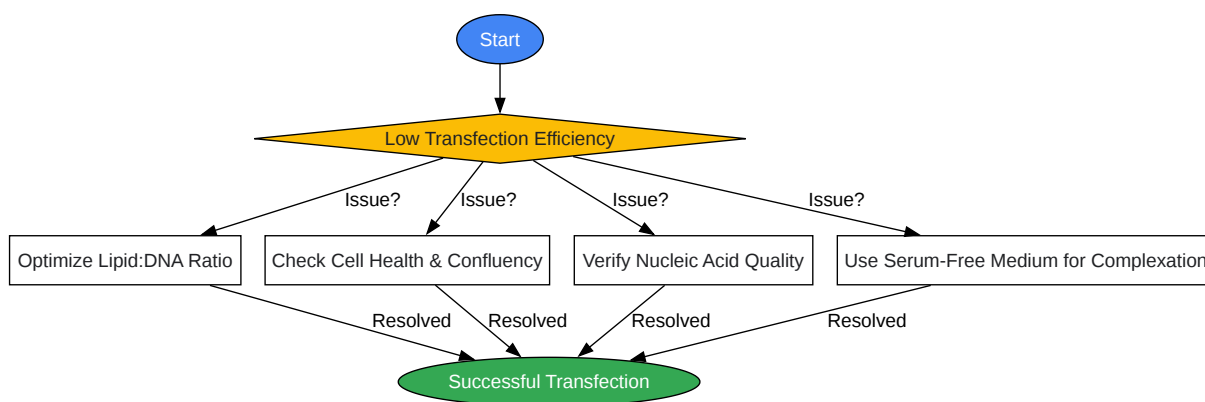 Start
Low Transfection Efficiency
Issue?
Issue?
Issue?
Issue?
Optimize Lipid:DNA Ratio
Check Cell Health & Confluency
Verify Nucleic Acid Quality
Use Serum-Free Medium for Complexation
Resolved
Resolved
Resolved
Resolved
Successful Transfection